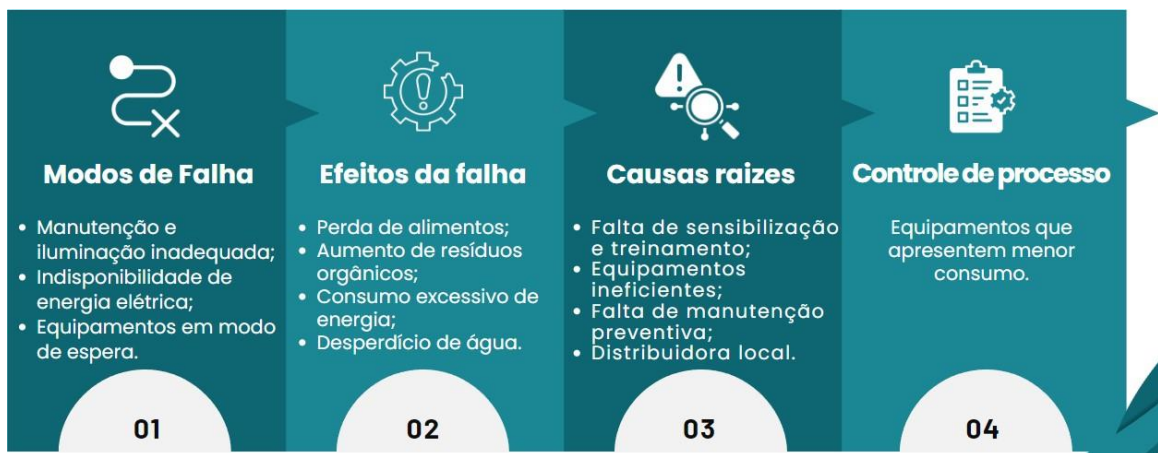 Modos de Falha
• Manutenção e
iluminação inadequada;
• Indisponibilidade de
energia elétrica;
• Equipamentos em modo
de espera.
01
Efeitos da falha
• Perda de alimentos;
• Aumento de resíduos
orgânicos;
• Consumo excessivo de
energia;
• Desperdício de água.
02
Causas raizes
• Falta de sensibilização
e treinamento;
• Equipamentos
ineficientes;
• Falta de manutenção
preventiva;
• Distribuidora local.
03
Controle de processo
Equipamentos que
apresentem menor
consumo.
04